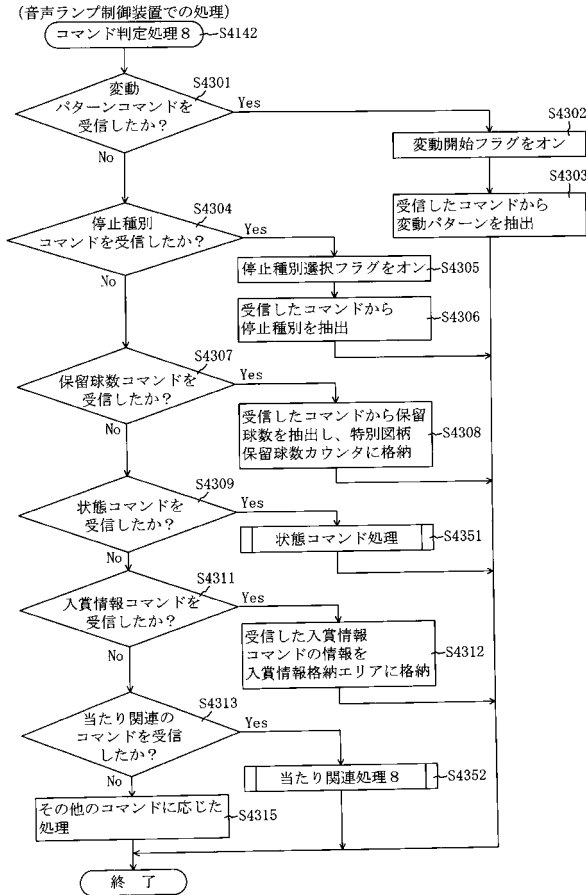 (音声ランプ制御装置での処理)
コマンド判定処理8
S4142
変動
パターンコマンドを
受信したか?
S4301
Yes
No
変動開始フラグをオン
S4302
受信したコマンドから
変動パターンを抽出
S4303
停止種別
コマンドを受信したか?
S4304
Yes
No
停止種別選択フラグをオン
S4305
受信したコマンドから
停止種別を抽出
S4306
保留球数コマンドを
受信したか?
S4307
Yes
No
受信したコマンドから保留
球数を抽出し、特別図柄
保留球数カウンタに格納
S4308
状態コマンドを
受信したか?
S4309
Yes
No
状態コマンド処理
S4351
入賞情報コマンドを
受信したか?
S4311
Yes
No
受信した入賞情報
コマンドの情報を
入賞情報格納エリアに格納
S4312
当たり関連の
コマンドを受信
したか?
S4313
Yes
No
当たり関連処理8
S4352
その他のコマンドに応じた
処理
S4315
終 了